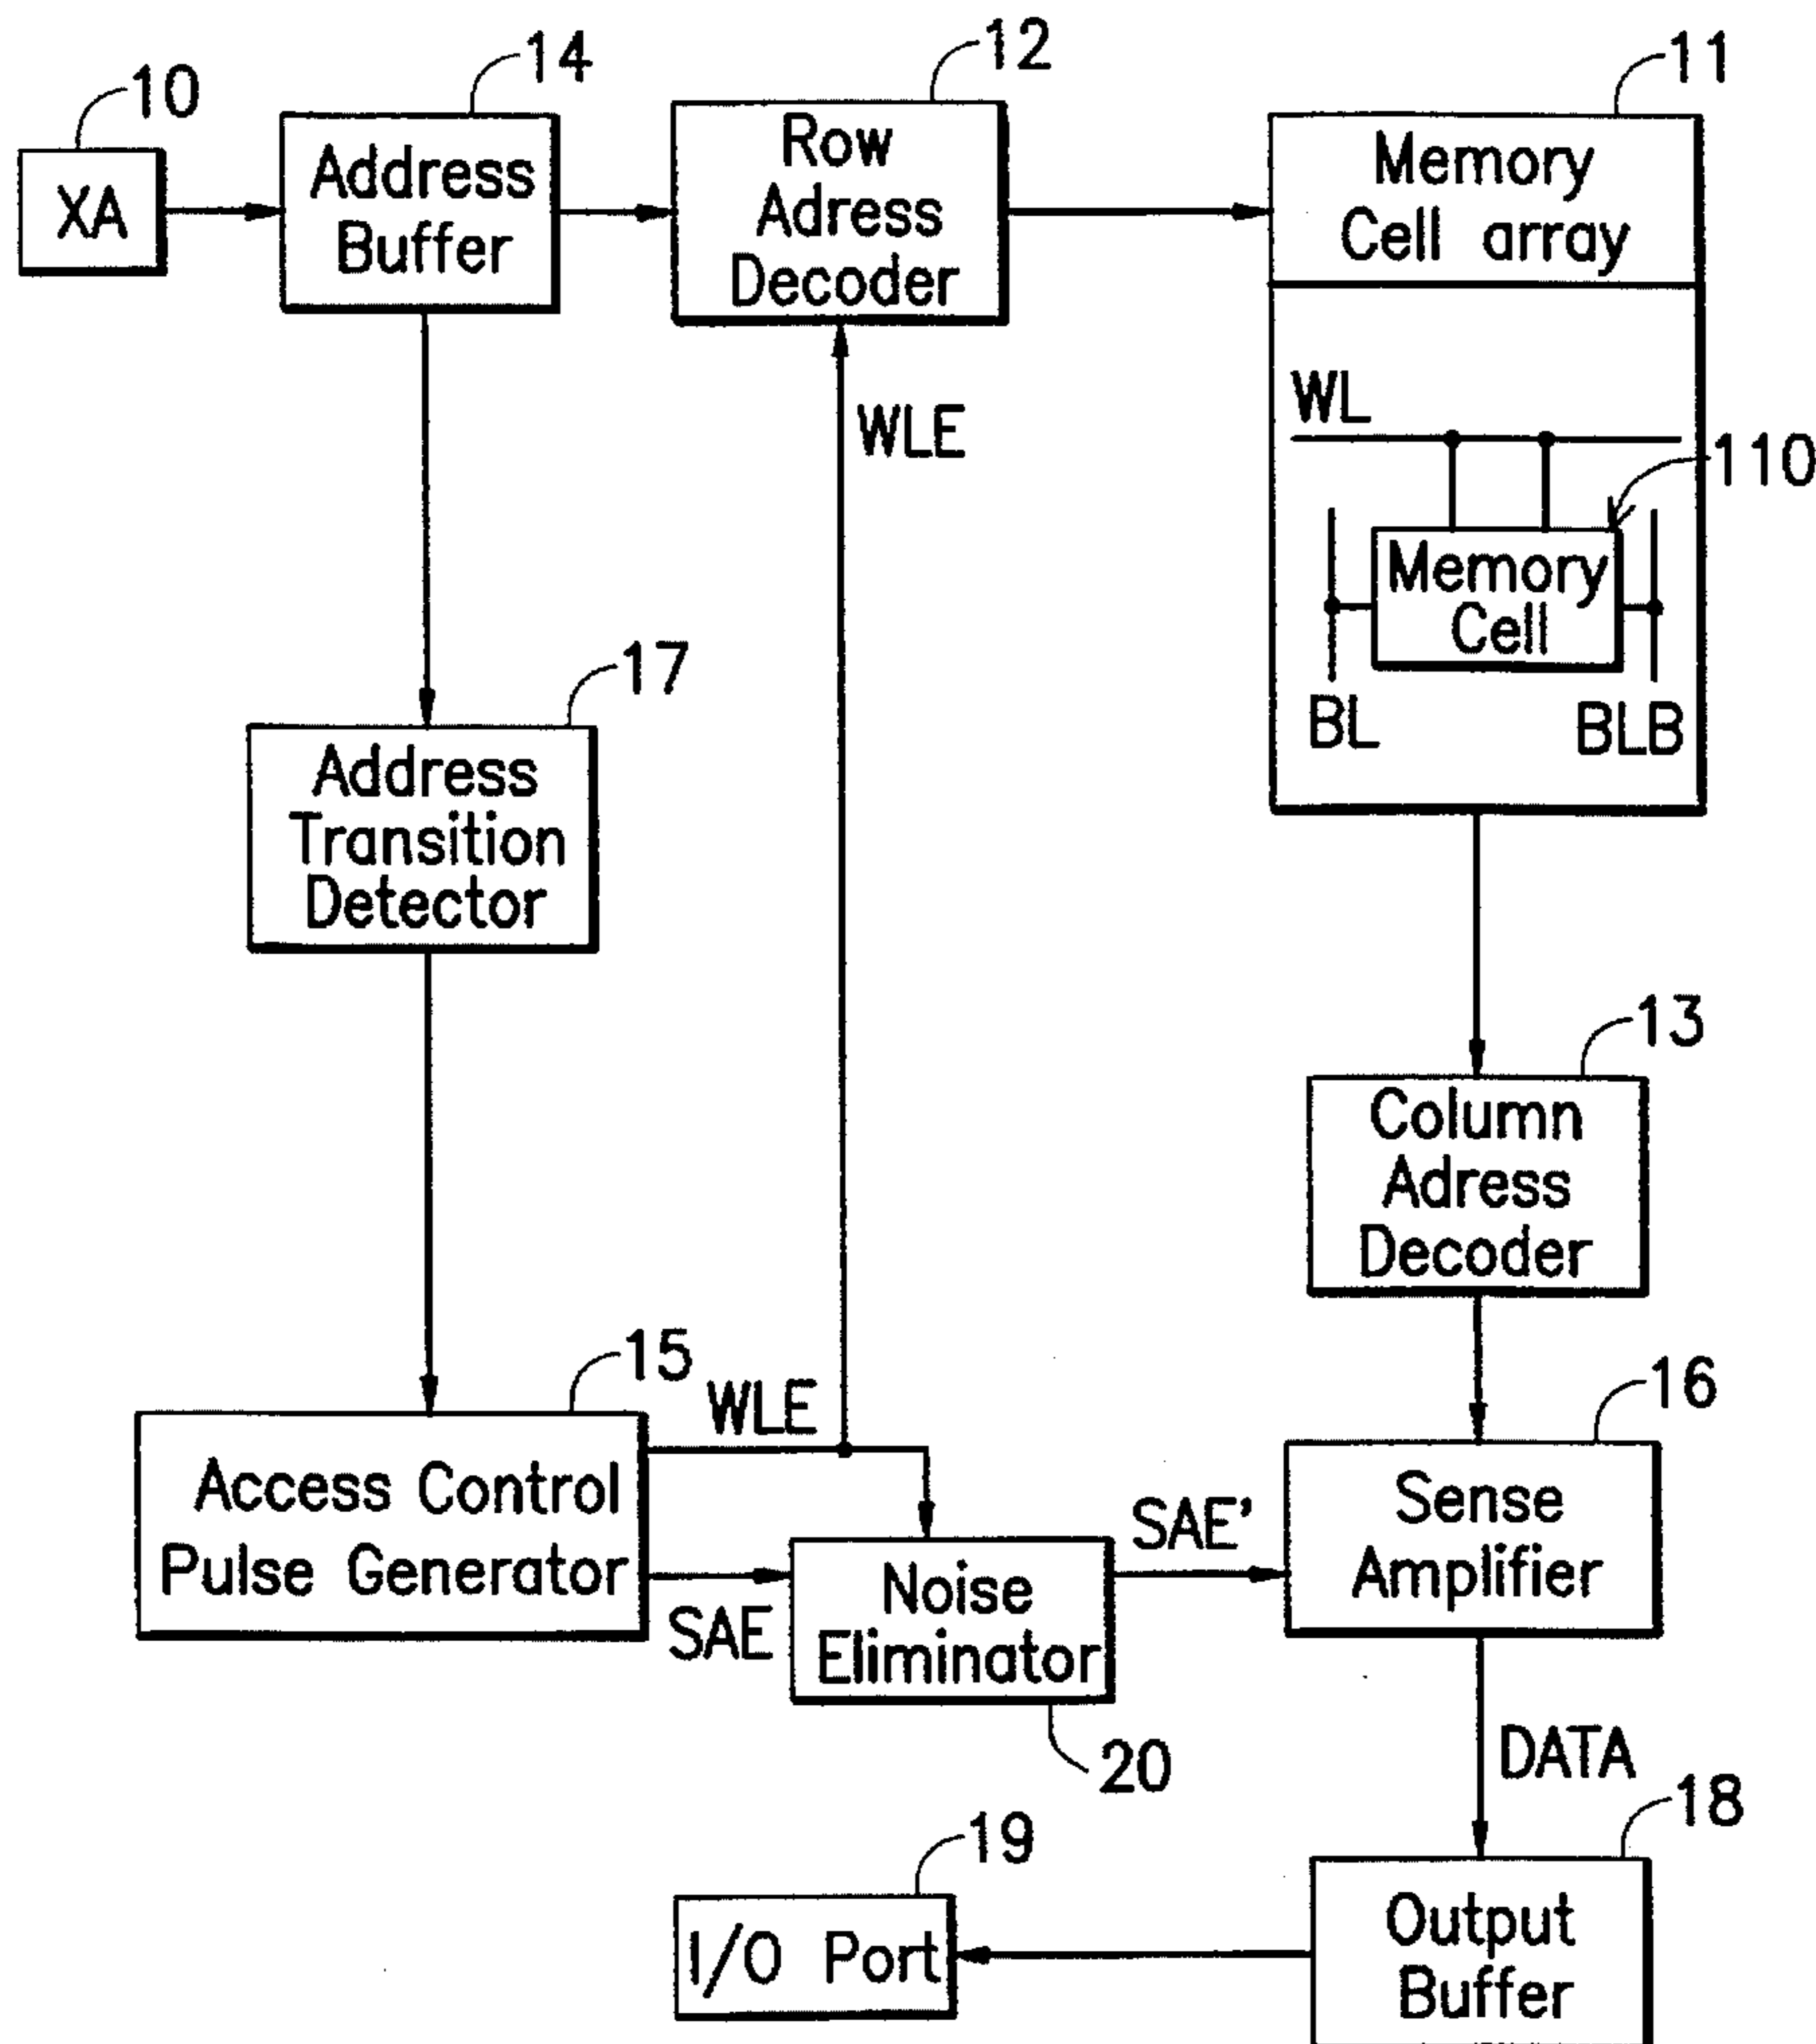 10
XA
14
Address
Buffer
12
Row
Adress
Decoder
11
Memory
Cell array
WL
110
Memory
Cell
BL
BLB
WLE
17
Address
Transition
Detector
13
Column
Adress
Decoder
15
Access Control
Pulse Generator
WLE
SAE
Noise
Eliminator
20
SAE'
16
Sense
Amplifier
DATA
18
Output
Buffer
19
I/O Port